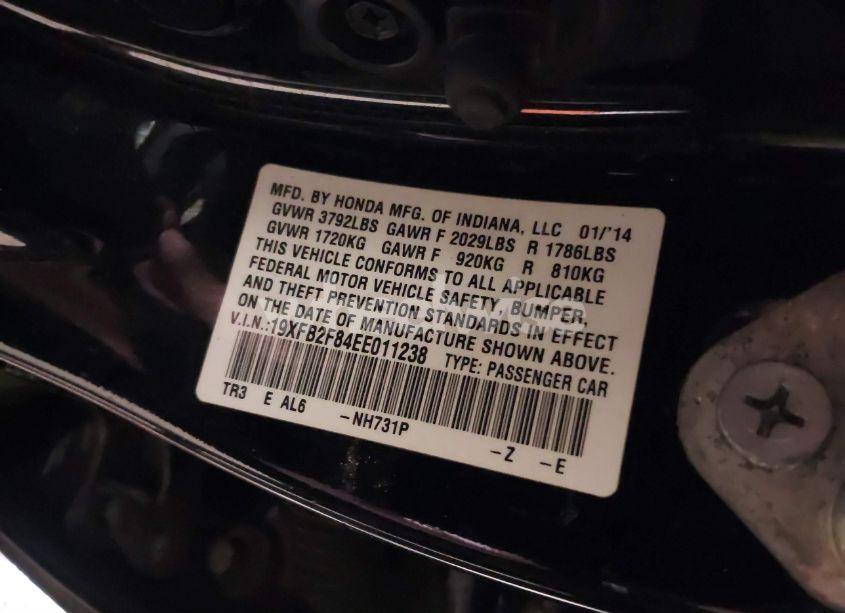 MFD. BY HONDA MFG. OF INDIANA, LLC 01/'14
GVWR 3792LBS GAWR F 2029LBS R 1786LBS
GVWR 1720KG GAWR F 920KG R 810KG
THIS VEHICLE CONFORMS TO ALL APPLICABLE
FEDERAL MOTOR VEHICLE SAFETY, BUMPER,
AND THEFT PREVENTION STANDARDS IN EFFECT
ON THE DATE OF MANUFACTURE SHOWN ABOVE.
V.I.N.:19XFB2F84EE011238 TYPE: PASSENGER CAR
TR3 E AL6 -NH731P -Z -E